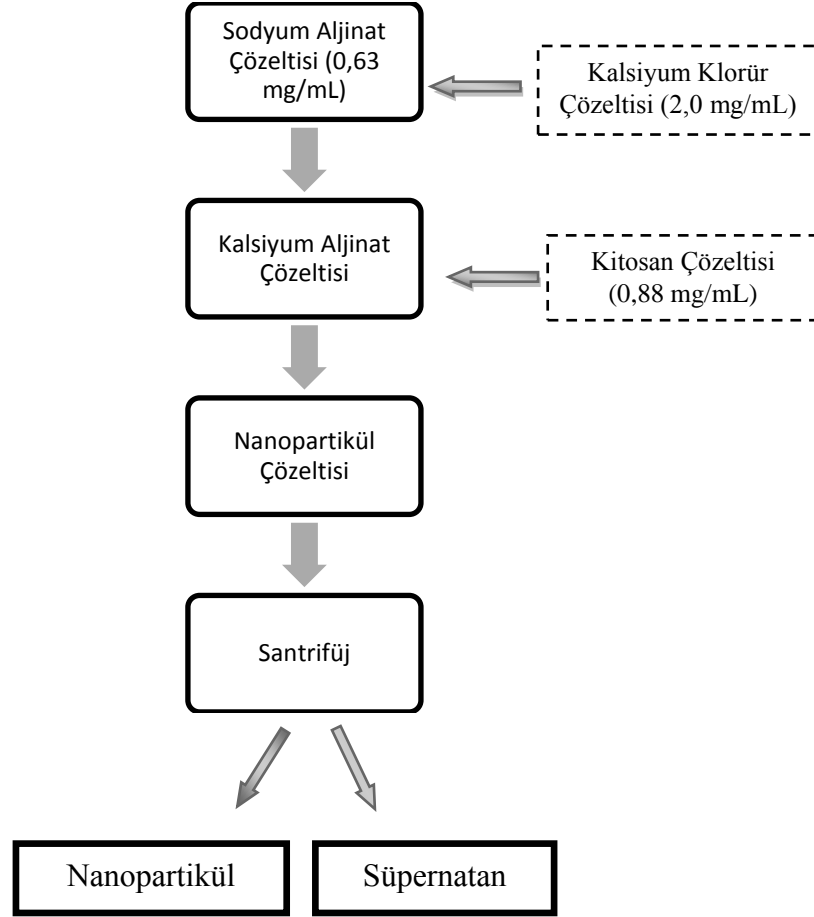 Sodyum Aljinat
Çözeltisi (0,63
mg/mL)
Kalsiyum Klorür
Çözeltisi (2,0 mg/mL)
Kalsiyum Aljinat
Çözeltisi
Kitosan Çözeltisi
(0,88 mg/mL)
Nanopartikül
Çözeltisi
Santrifüj
Nanopartikül
Süpernatan